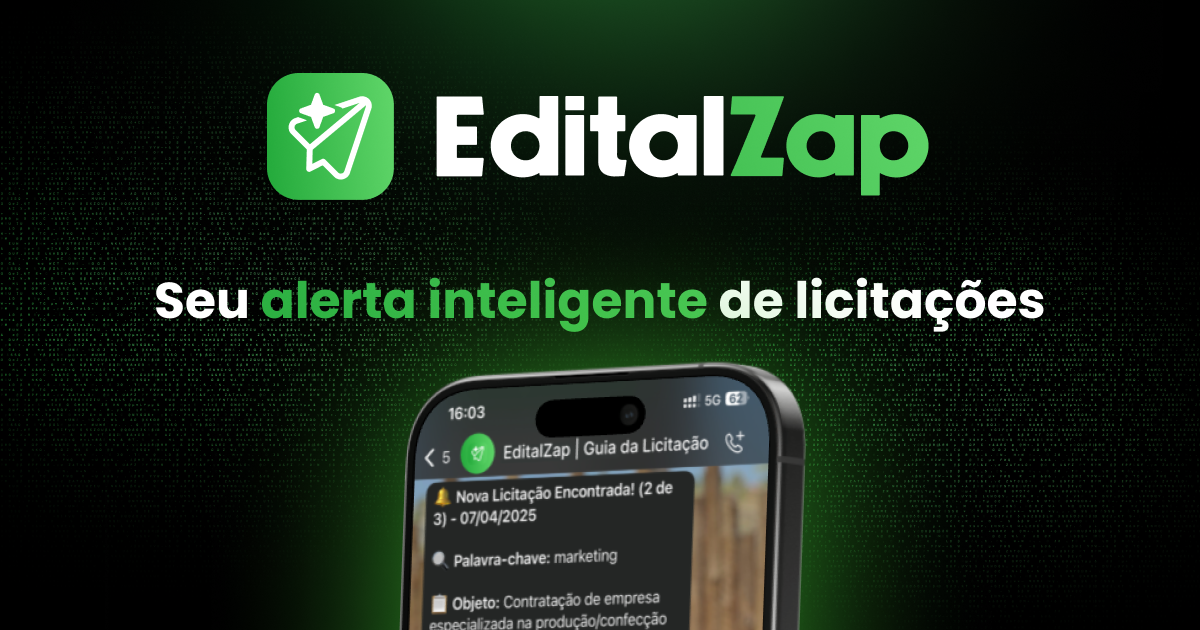 EditalZap
Seu alerta inteligente de licitações
16:03
5G 62
5 EditalZap | Guia da Licitação
🔔 Nova Licitação Encontrada! (2 de
3) - 07/04/2025
🔍 Palavra-chave: marketing
📋 Objeto: Contratação de empresa
especializada na produção/confecção